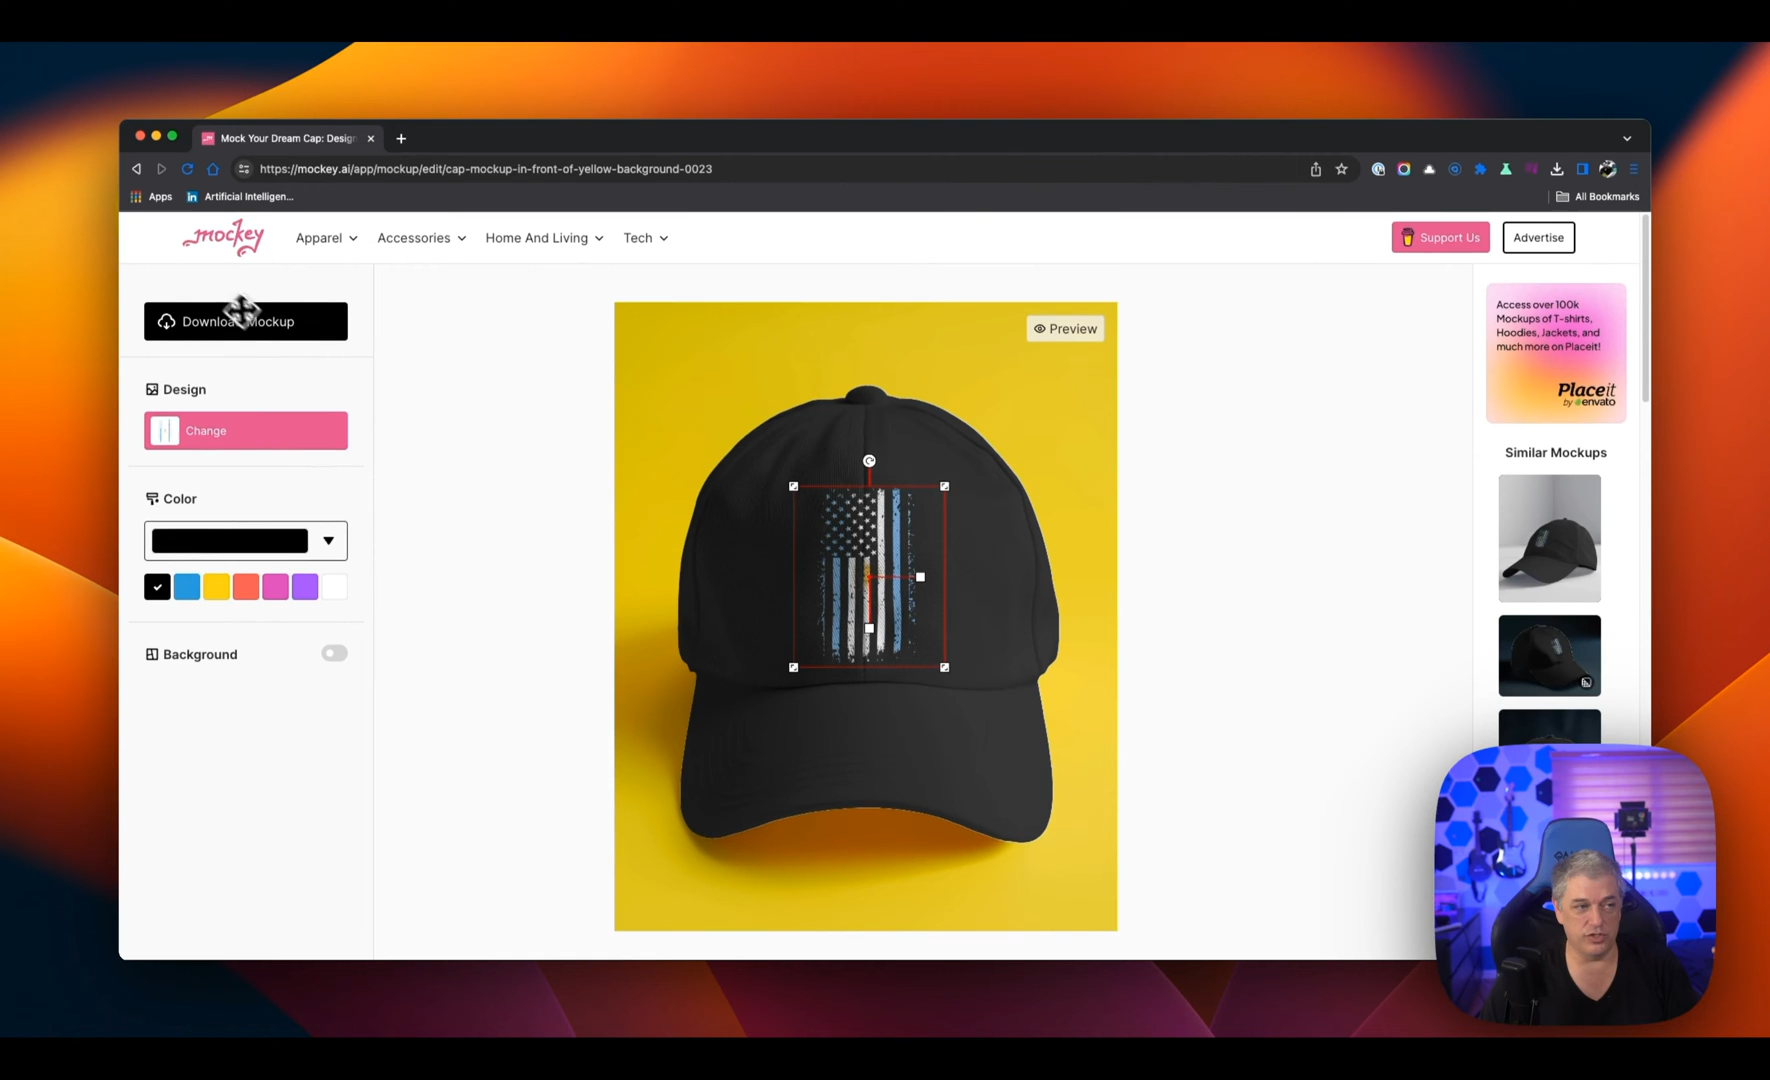 Mock Your Dream Cap: Design
https://mockey.ai/app/mockup/edit/cap-mockup-in-front-of-yellow-background-0023
Apps
in
Artificial Intelligen...
All Bookmarks
mockey
Apparel
Accessories
Home And Living
Tech
Support Us
Advertise
Download Mockup
Design
Change
Color
Background
Preview
Access over 100k
Mockups of T-shirts,
Hoodies, Jackets, and
much more on Placeit!
Placeit
by envato
Similar Mockups